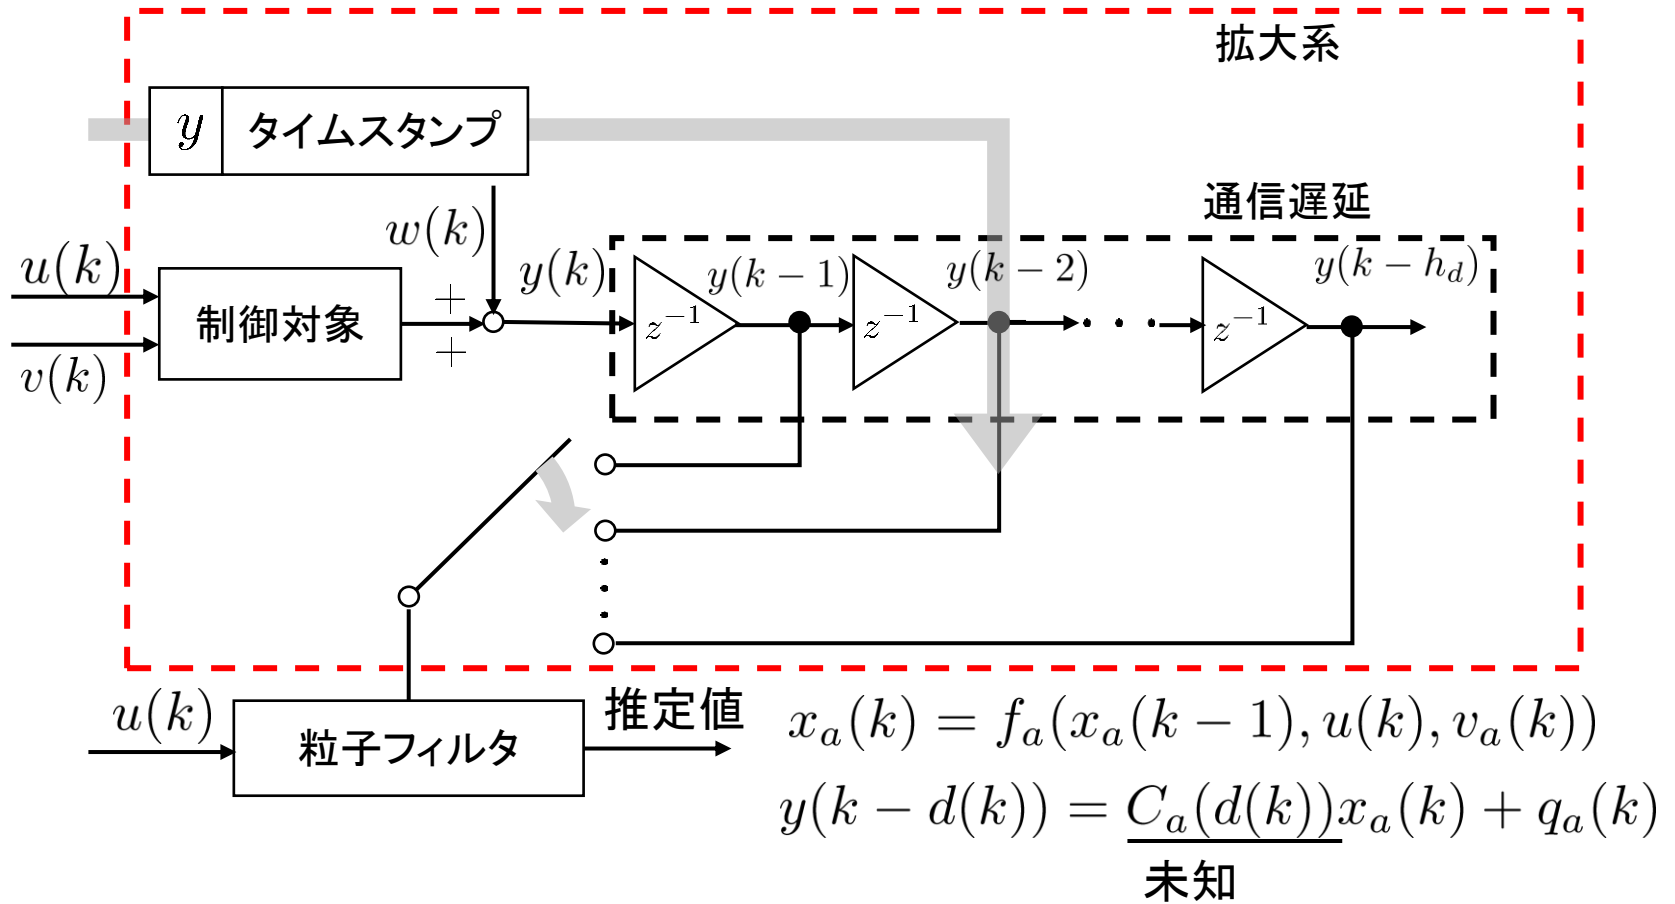 拡大系
y タイムスタンプ
通信遅延
w(k)
u(k)
y(k)
y(k − 1)
y(k − 2)
y(k − h_d)
制御対象
+
+
z^{-1}
z^{-1}
・・・
z^{-1}
v(k)
u(k)
粒子フィルタ
推定値
x_a(k) = f_a(x_a(k − 1), u(k), v_a(k))
y(k − d(k)) = C_a(d(k))x_a(k) + q_a(k)
未知